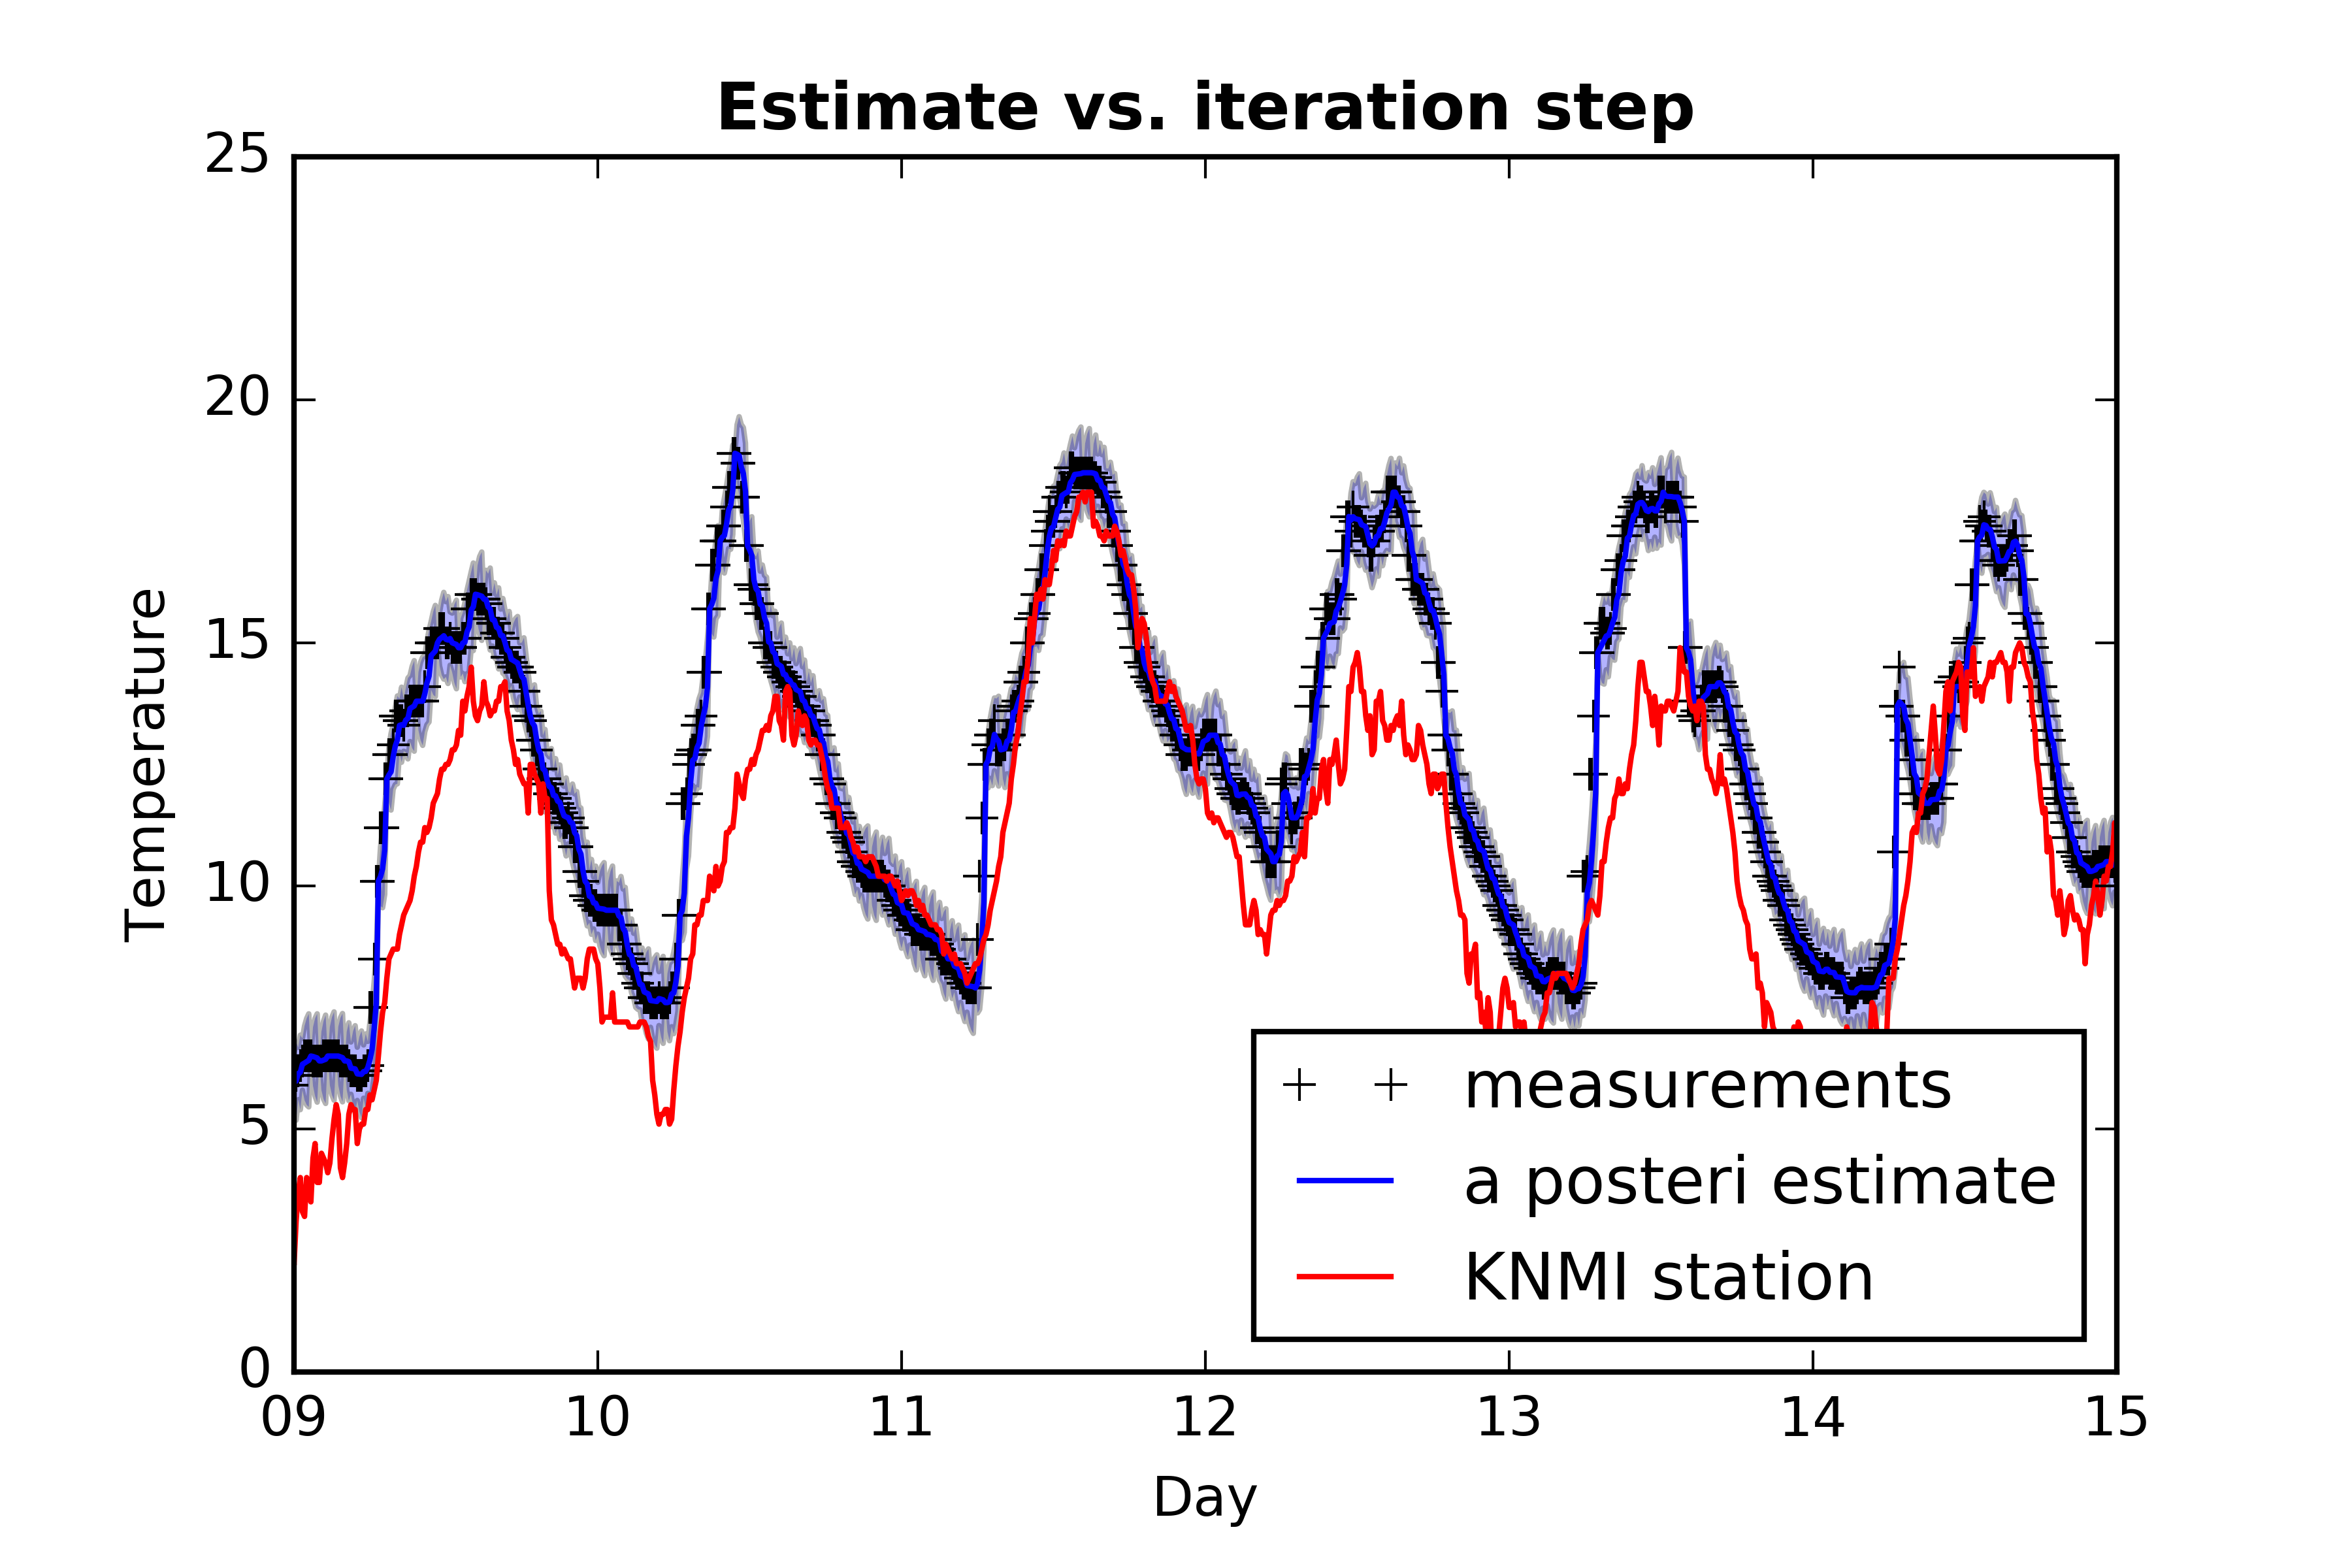 Estimate vs. iteration step
25
20
15
10
5
0
Temperature
09 10 11 12 13 14 15
Day
measurements
a posteri estimate
KNMI station